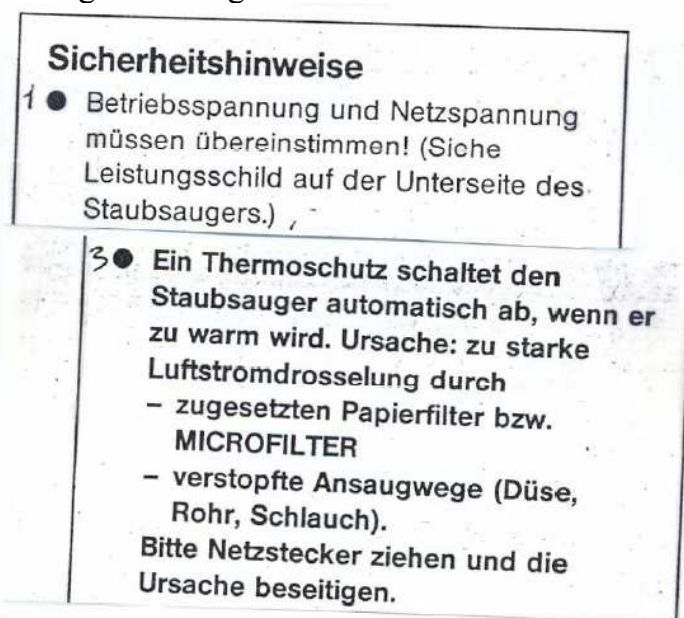 Sicherheitshinweise
1 ● Betriebsspannung und Netzspannung
müssen übereinstimmen! (Siche
Leistungsschild auf der Unterseite des
Staubsaugers.)
3 ● Ein Thermoschutz schaltet den
Staubsauger automatisch ab, wenn er
zu warm wird. Ursache: zu starke
Luftstromdrosselung durch
– zugesetzten Papierfilter bzw.
MICROFILTER
– verstopfte Ansaugwege (Düse,
Rohr, Schlauch).
Bitte Netzstecker ziehen und die
Ursache beseitigen.